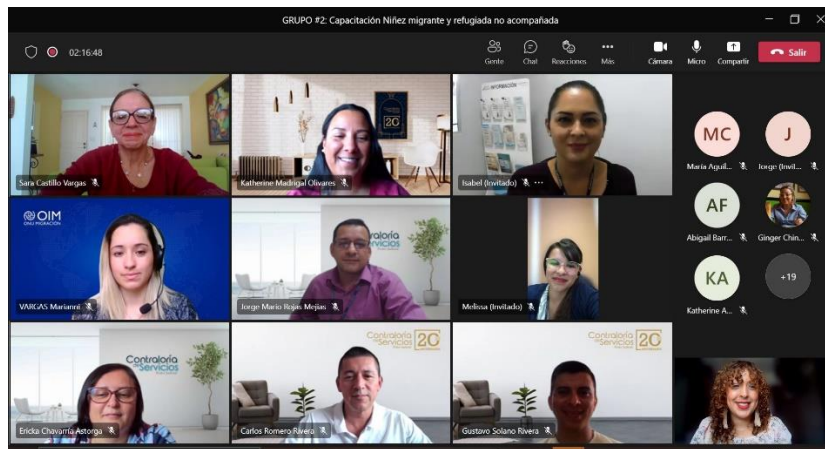 GRUPO #2: Capacitación Niñez migrante y refugiada no acompañada
02:16:48
Gente
Chat
Reacciones
Más
Cámara
Micro
Compartir
Salir
INFORMACIÓN
20
Sara Castillo Vargas
Katherine Madrigal Olivares
Isabel (Invitado)
MC
J
María Aguil...
Jorge (Invit...
OIM
ONU MIGRACIÓN
Contraloría
de Servicios
AF
Abigail Barr...
Ginger Chin...
VARGAS Marianni
Jorge Mario Rojas Mejias
Melissa (Invitado)
KA
+19
Katherine A...
Contraloría
de Servicios
Contraloría
de Servicios
20
Contraloría
de Servicios
20
Ericka Chavarría Astorga
Carlos Romero Rivera
Gustavo Solano Rivera